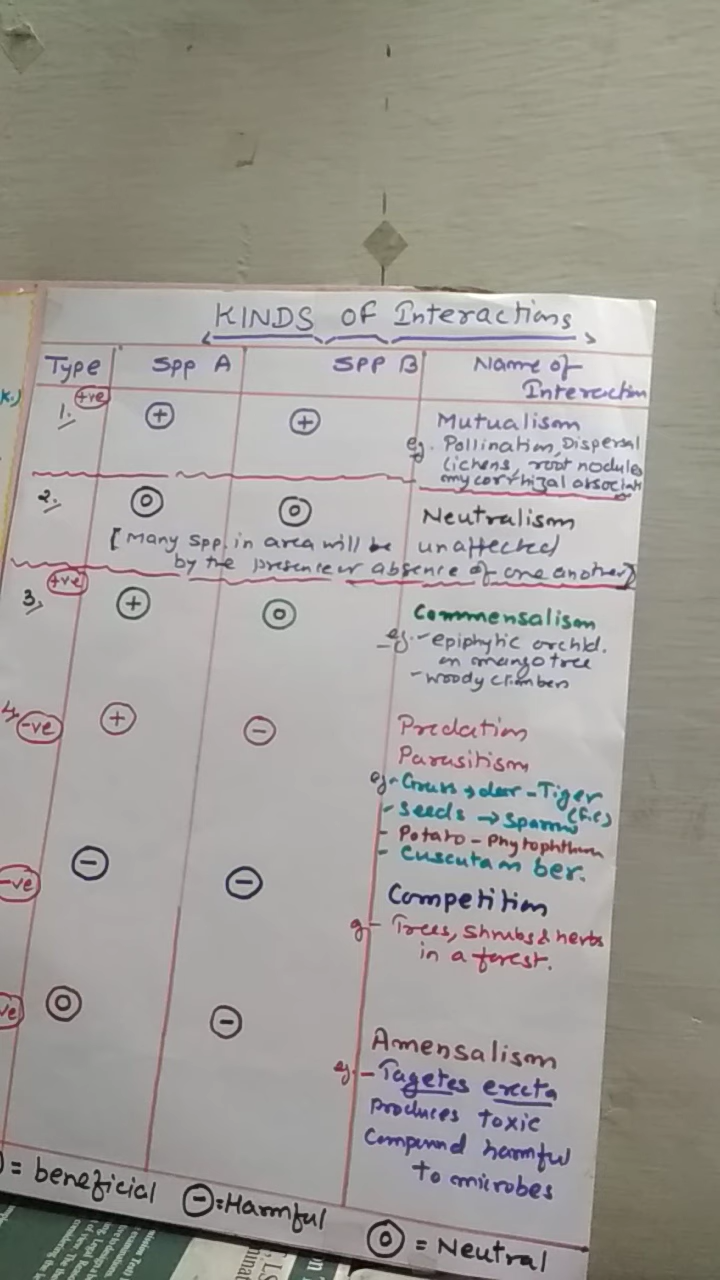 KINDS OF Interactions
Type Spp A SPP B Name of
Interaction
1. +ve + + Mutualism
eg. Pollination, Dispersal
lichens, root nodules
mycorrhizal associat
2. 0 0 Neutralism
[Many spp. in area will be unaffected
by the presence or absence of one another]
3. +ve + 0 Commensalism
eg. - epiphytic orchid.
on mango tree
- woody climbers
4. -ve + - Predation
Parasitism
eg - Grass → deer - Tiger
- Seeds → Sparrow (F.C)
- Potato - Phytophthora
- Cuscuta on ber.
-ve - - Competition
eg - Trees, Shrubs & herbs
in a forest.
ve 0 - Amensalism
eg. - Tagetes erecta
produces toxic
Compound harmful
to microbes
= beneficial - = Harmful 0 = Neutral